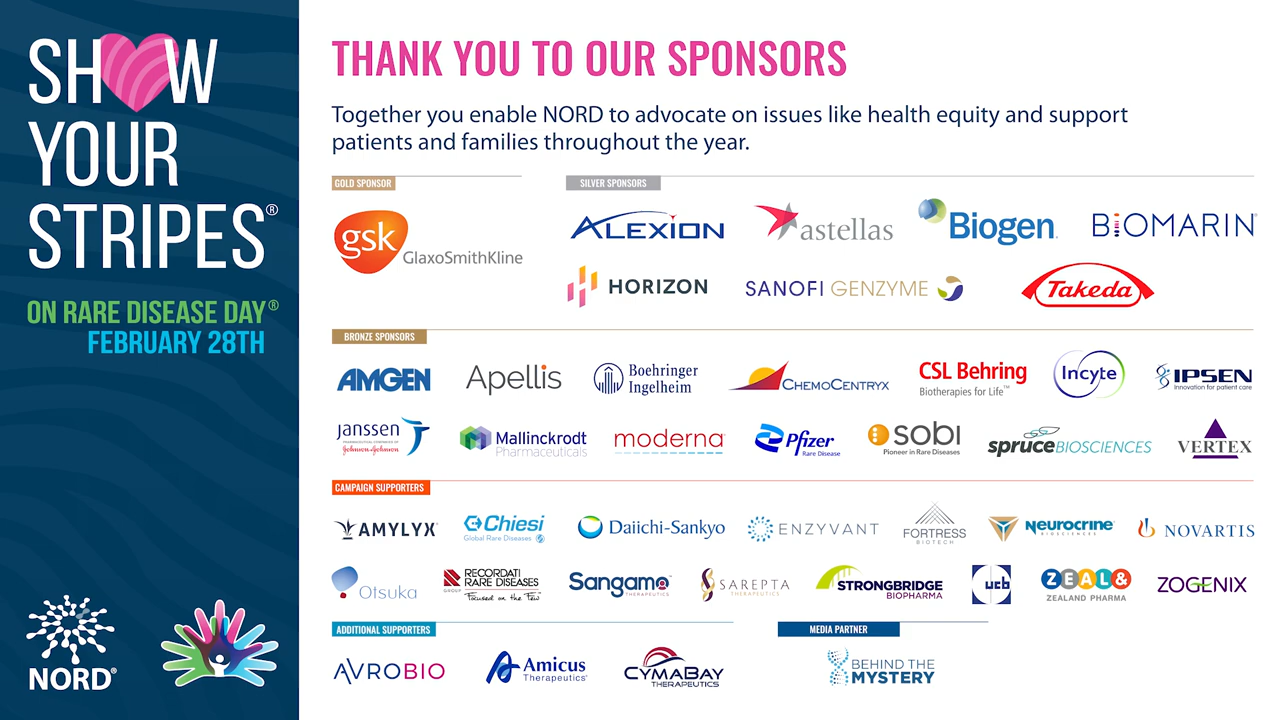 SHOW
YOUR
STRIPES®
ON RARE DISEASE DAY®
FEBRUARY 28TH
NORD®
THANK YOU TO OUR SPONSORS
Together you enable NORD to advocate on issues like health equity and support
patients and families throughout the year.
GOLD SPONSOR
gsk
GlaxoSmithKline
SILVER SPONSORS
ALEXION
astellas
Biogen
BIOMARIN
HORIZON
SANOFI GENZYME
Takeda
BRONZE SPONSORS
AMGEN
Apellis
Boehringer
Ingelheim
CHEMOCENTRYX
CSL Behring
Biotherapies for Life™
Incyte
IPSEN
Innovation for patient care
janssen
PHARMACEUTICAL COMPANIES OF
Johnson & Johnson
Mallinckrodt
Pharmaceuticals
moderna
Pfizer
Rare Disease
sobi
Pioneer in Rare Diseases
spruce BIOSCIENCES
VERTEX
CAMPAIGN SUPPORTERS
AMYLYX
Chiesi
Global Rare Diseases
Daiichi-Sankyo
ENZYVANT
FORTRESS
BIOTECH
NEUROCRINE
BIOSCIENCES
NOVARTIS
Otsuka
RECORDATI
RARE DISEASES
GROUP
Focused on the Few
Sangamo
THERAPEUTICS
SAREPTA
THERAPEUTICS
STRONGBRIDGE
BIOPHARMA
ucb
ZEAL&
ZEALAND PHARMA
ZOGENIX
ADDITIONAL SUPPORTERS
AVROBIO
Amicus
Therapeutics
CYMABAY
THERAPEUTICS
MEDIA PARTNER
BEHIND THE
MYSTERY